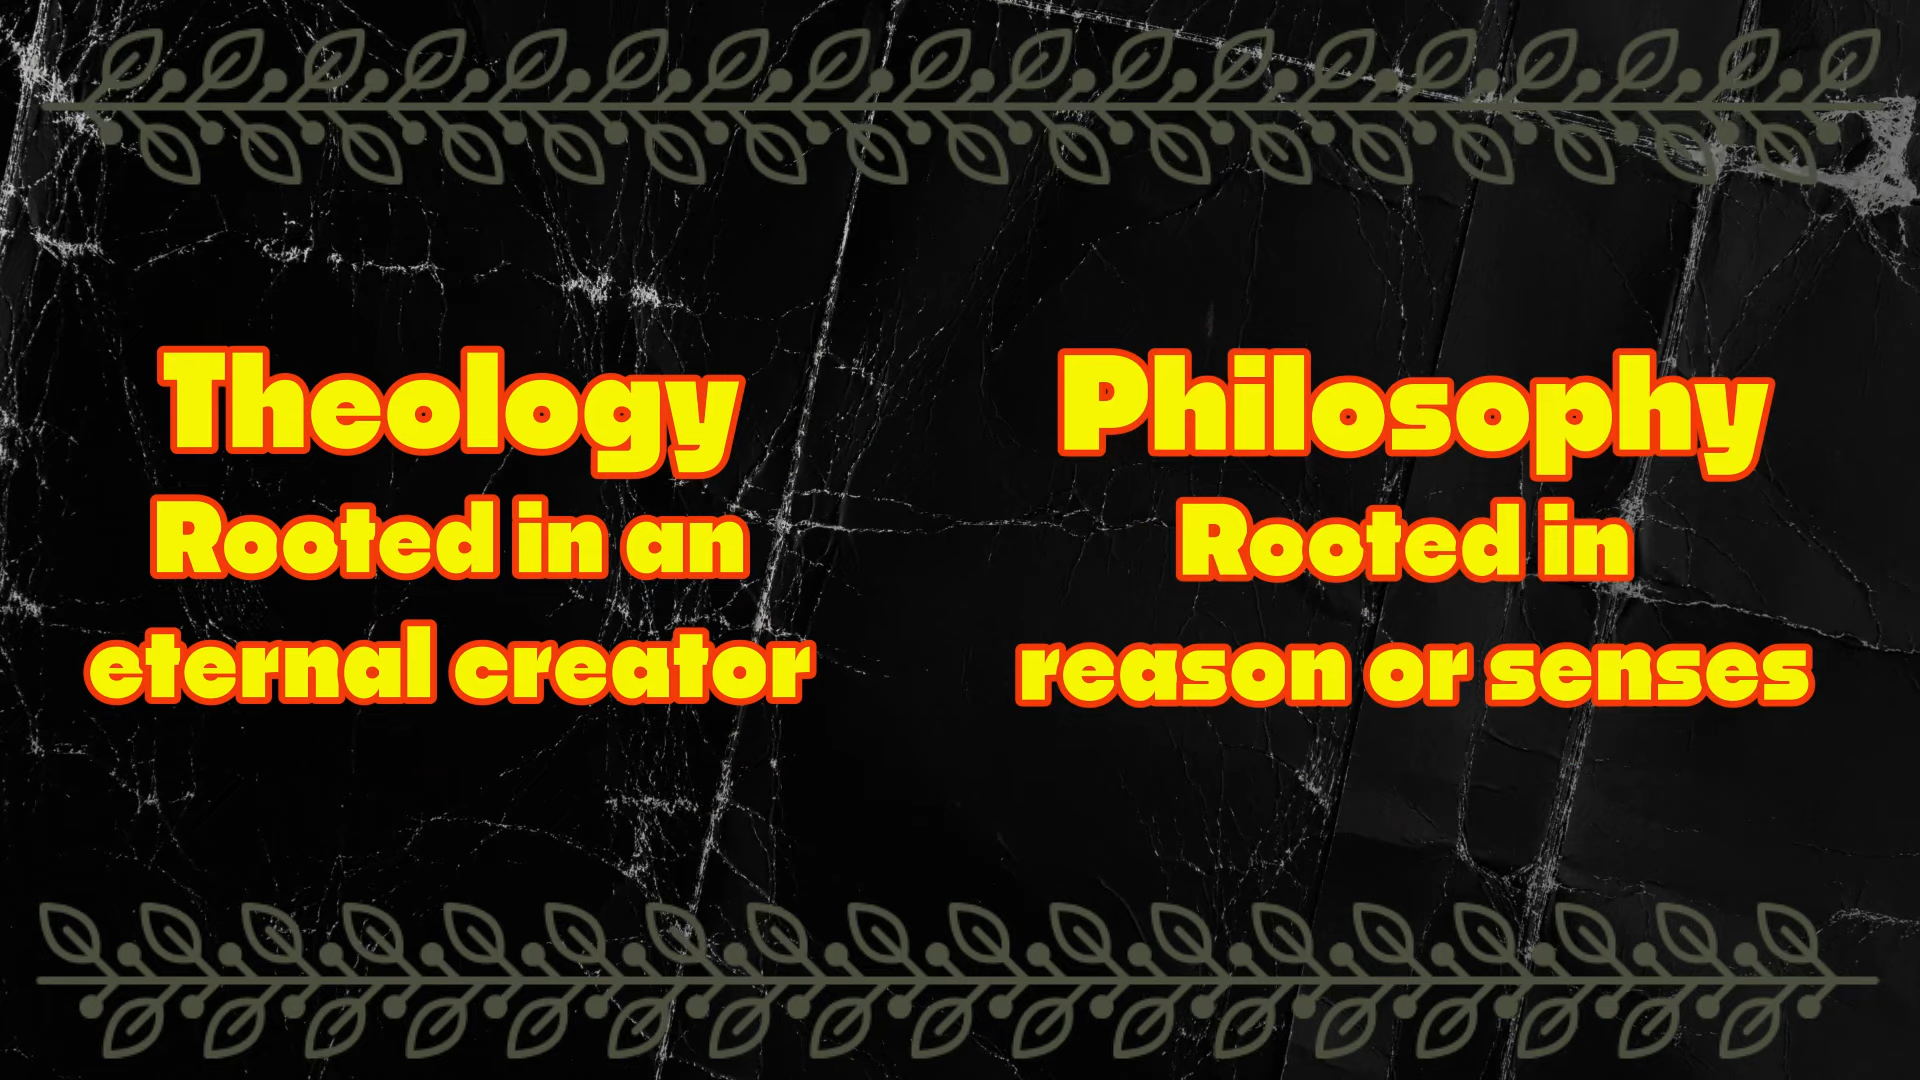 Theology
Rooted in an
eternal creator
Philosophy
Rooted in
reason or senses